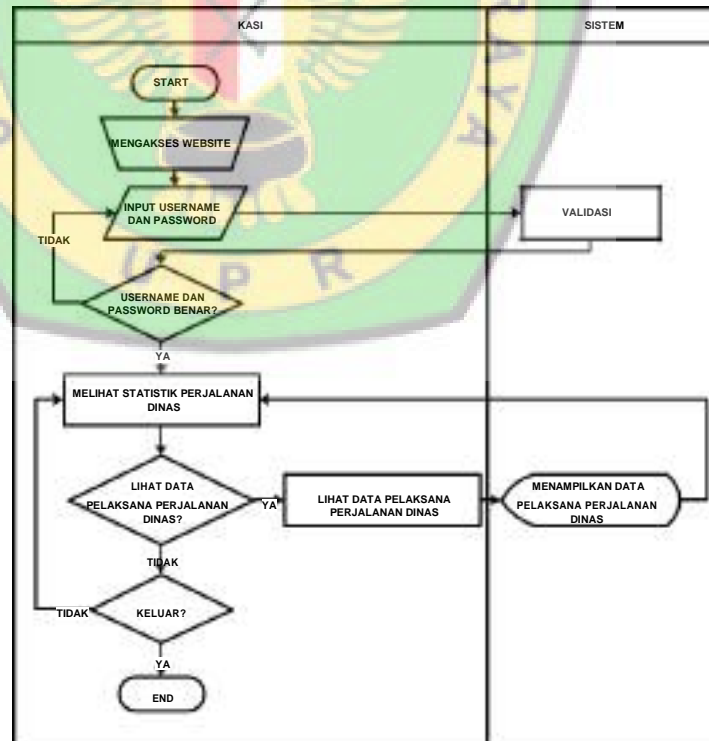 KASI
SISTEM
START
MENGAKSES WEBSITE
INPUT USERNAME
DAN PASSWORD
VALIDASI
TIDAK
USERNAME DAN
PASSWORD BENAR?
YA
MELIHAT STATISTIK PERJALANAN
DINAS
LIHAT DATA
PELAKSANA PERJALANAN
DINAS?
YA
LIHAT DATA PELAKSANA
PERJALANAN DINAS
MENAMPILKAN DATA
PELAKSANA PERJALANAN
DINAS
TIDAK
TIDAK
KELUAR?
YA
END
U P R
RAYA